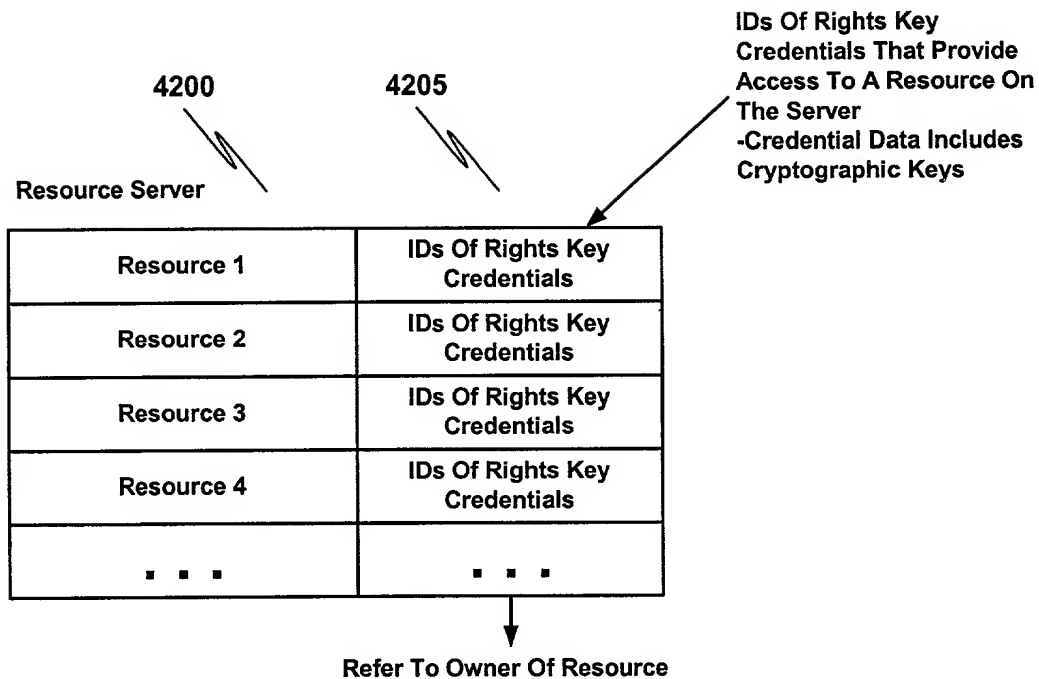 IDs Of Rights Key
Credentials That Provide
Access To A Resource On
The Server
-Credential Data Includes
Cryptographic Keys
4200
4205
Resource Server
Resource 1
IDs Of Rights Key
Credentials
Resource 2
IDs Of Rights Key
Credentials
Resource 3
IDs Of Rights Key
Credentials
Resource 4
IDs Of Rights Key
Credentials
. . .
. . .
Refer To Owner Of Resource